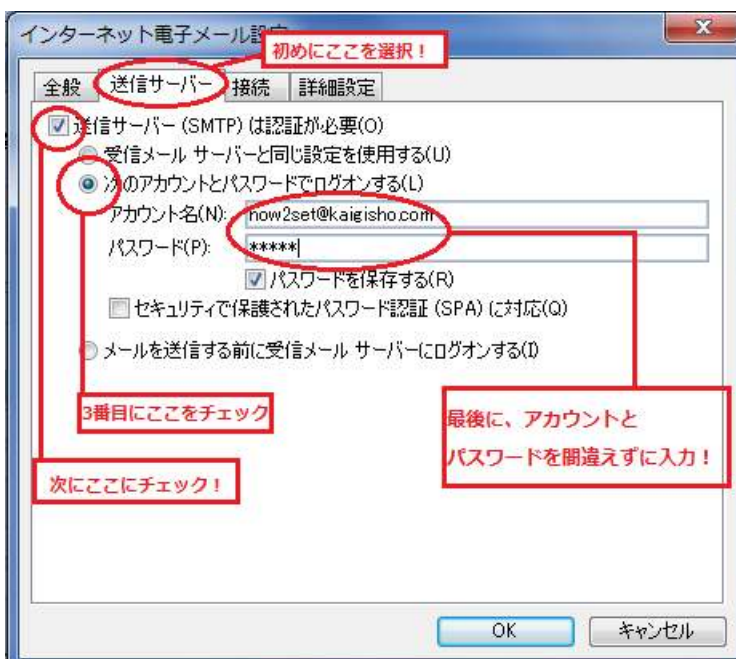 インターネット電子メール設定
初めにここを選択！
全般 送信サーバー 接続 詳細設定
送信サーバー (SMTP) は認証が必要(O)
受信メール サーバーと同じ設定を使用する(U)
次のアカウントとパスワードでログオンする(L)
アカウント名(N): how2set@kaigisho.com
パスワード(P): *****
パスワードを保存する(R)
セキュリティで保護されたパスワード認証 (SPA) に対応(Q)
メールを送信する前に受信メール サーバーにログオンする(I)
3番目にここをチェック
最後に、アカウントと
パスワードを間違えずに入力！
次にここにチェック！
OK キャンセル